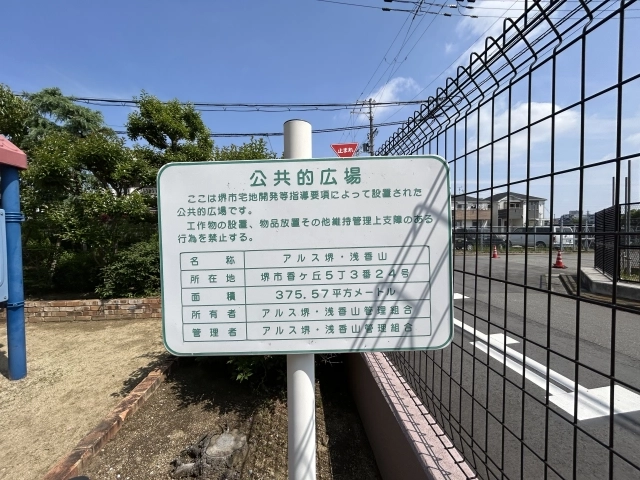 止まれ
公共的広場
ここは堺市宅地開発等指導要項によって設置された
公共的広場です。
工作物の設置、物品放置その他維持管理上支障のある
行為を禁止する。
名称 アルス堺・浅香山
所在地 堺市香ヶ丘5丁3番24号
面積 375.57平方メートル
所有者 アルス堺・浅香山管理組合
管理者 アルス堺・浅香山管理組合